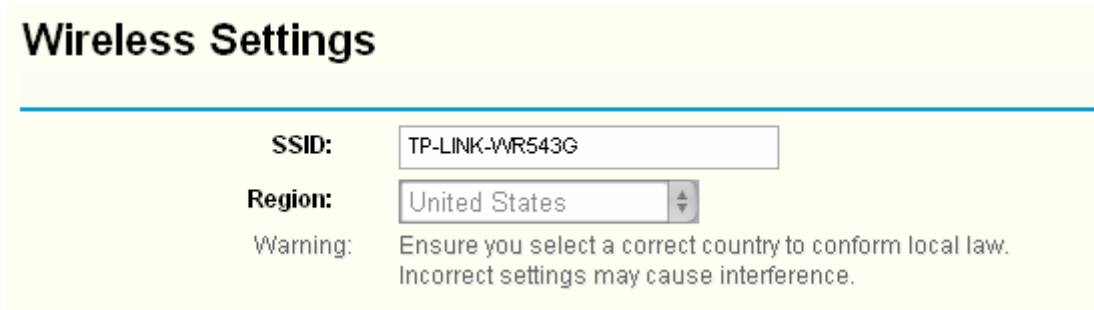 Wireless Settings
SSID: TP-LINK-WR543G
Region: United States
Warning: Ensure you select a correct country to conform local law.
Incorrect settings may cause interference.